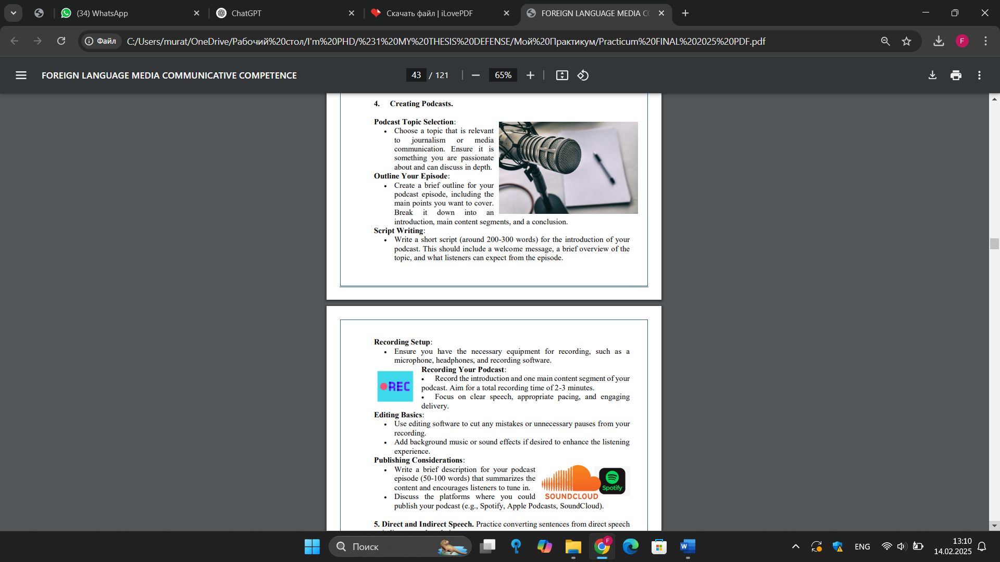 (34) WhatsApp
ChatGPT
Скачать файл | iLovePDF
FOREIGN LANGUAGE MEDIA CO
Файл
C:/Users/murat/OneDrive/Рабочий%20стол/I'm%20PHD/%231%20MY%20THESIS%20DEFENSE/Мой%20Практикум/Practicum%20FINAL%202025%20PDF.pdf
F
FOREIGN LANGUAGE MEDIA COMMUNICATIVE COMPETENCE
43 / 121
65%
4. Creating Podcasts.
Podcast Topic Selection:
• Choose a topic that is relevant
to journalism or media
communication. Ensure it is
something you are passionate
about and can discuss in depth.
Outline Your Episode:
• Create a brief outline for your
podcast episode, including the
main points you want to cover.
Break it down into an
introduction, main content segments, and a conclusion.
Script Writing:
• Write a short script (around 200-300 words) for the introduction of your
podcast. This should include a welcome message, a brief overview of the
topic, and what listeners can expect from the episode.
Recording Setup:
• Ensure you have the necessary equipment for recording, such as a
microphone, headphones, and recording software.
REC
Recording Your Podcast:
• Record the introduction and one main content segment of your
podcast. Aim for a total recording time of 2-3 minutes.
• Focus on clear speech, appropriate pacing, and engaging
delivery.
Editing Basics:
• Use editing software to cut any mistakes or unnecessary pauses from your
recording.
• Add background music or sound effects if desired to enhance the listening
experience.
Publishing Considerations:
• Write a brief description for your podcast
episode (50-100 words) that summarizes the
content and encourages listeners to tune in.
• Discuss the platforms where you could
publish your podcast (e.g., Spotify, Apple Podcasts, SoundCloud).
SOUNDCLOUD
Spotify
5. Direct and Indirect Speech. Practice converting sentences from direct speech
Поиск
F
W
ENG
13:10
14.02.2025